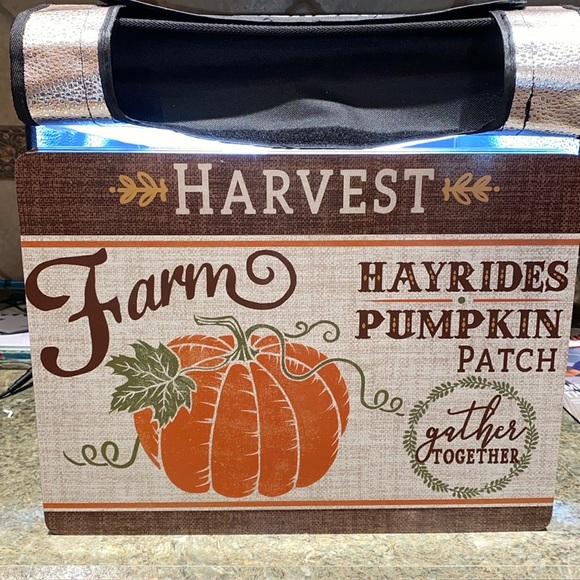 HARVEST
Farm
HAYRIDES
PUMPKIN
PATCH
gather
TOGETHER